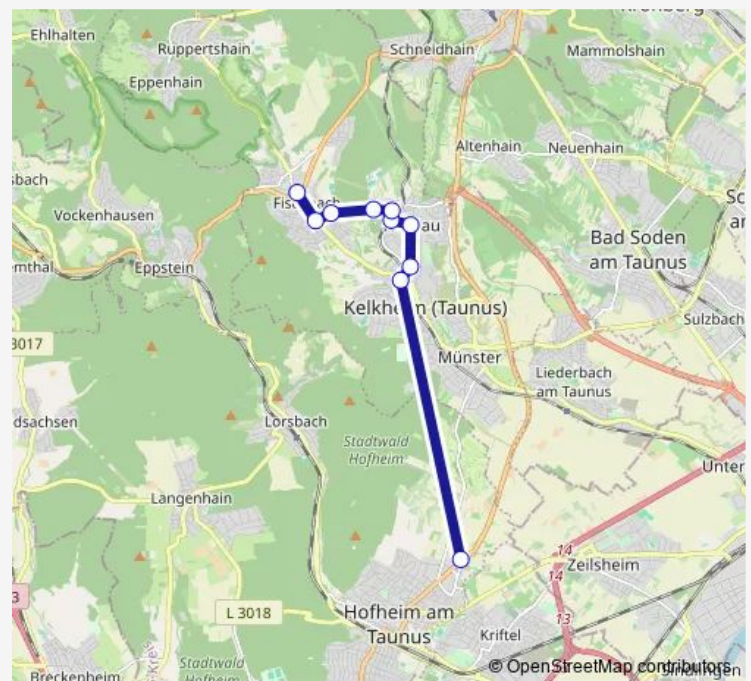 Ehlhalten
Ruppertshain
Eppenhain
Schneidhain
Mammolshain
Altenhain
Neuenhain
Vockenhausen
Eppstein
Bad Soden
am Taunus
Kelkheim (Taunus)
Sulzbach
3017
Münster
Liederbach
am Taunus
Lorsbach
Stadtwald
Hofheim
Langenhain
14
Zeilsheim
14
13
L 3018
Hofheim am
Taunus
Kriftel
3
Stadtwald
Hofheim
Breckenheim
© OpenStreetMap contributors